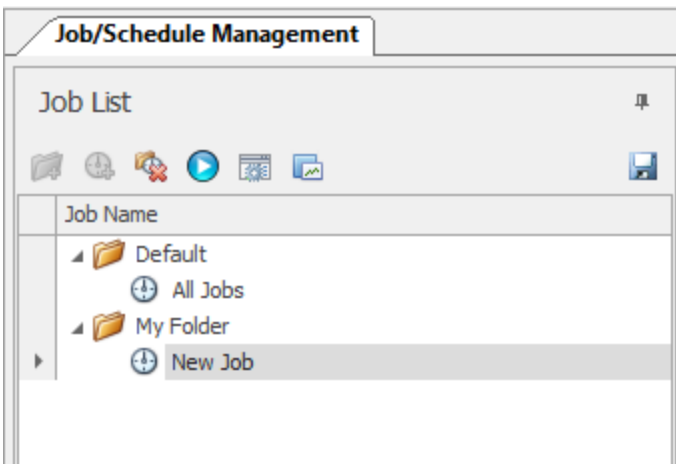 Job/Schedule Management
Job List
Job Name
Default
All Jobs
My Folder
New Job